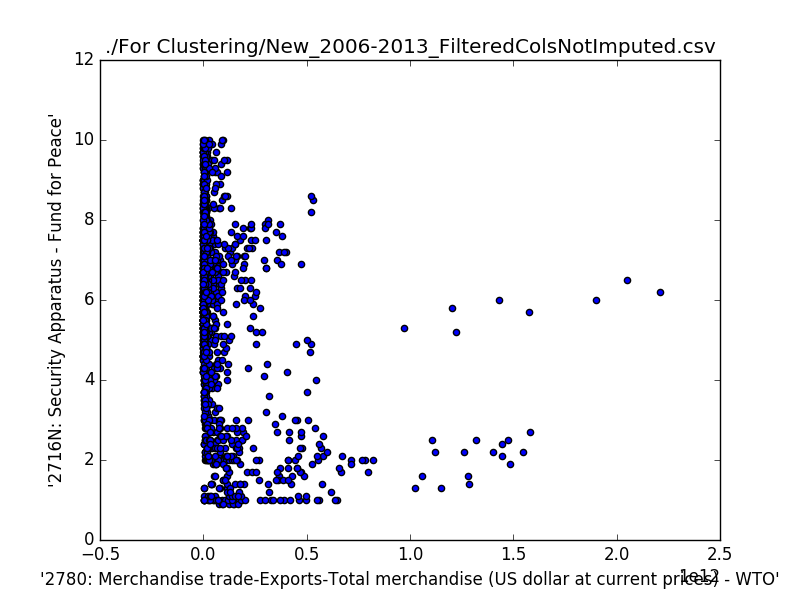 ./For Clustering/New_2006-2013_FilteredColsNotImputed.csv
12
10
8
6
4
2
0
'2716N: Security Apparatus - Fund for Peace'
−0.5 0.0 0.5 1.0 1.5 2.0 2.5
1e12
'2780: Merchandise trade-Exports-Total merchandise (US dollar at current prices) - WTO'